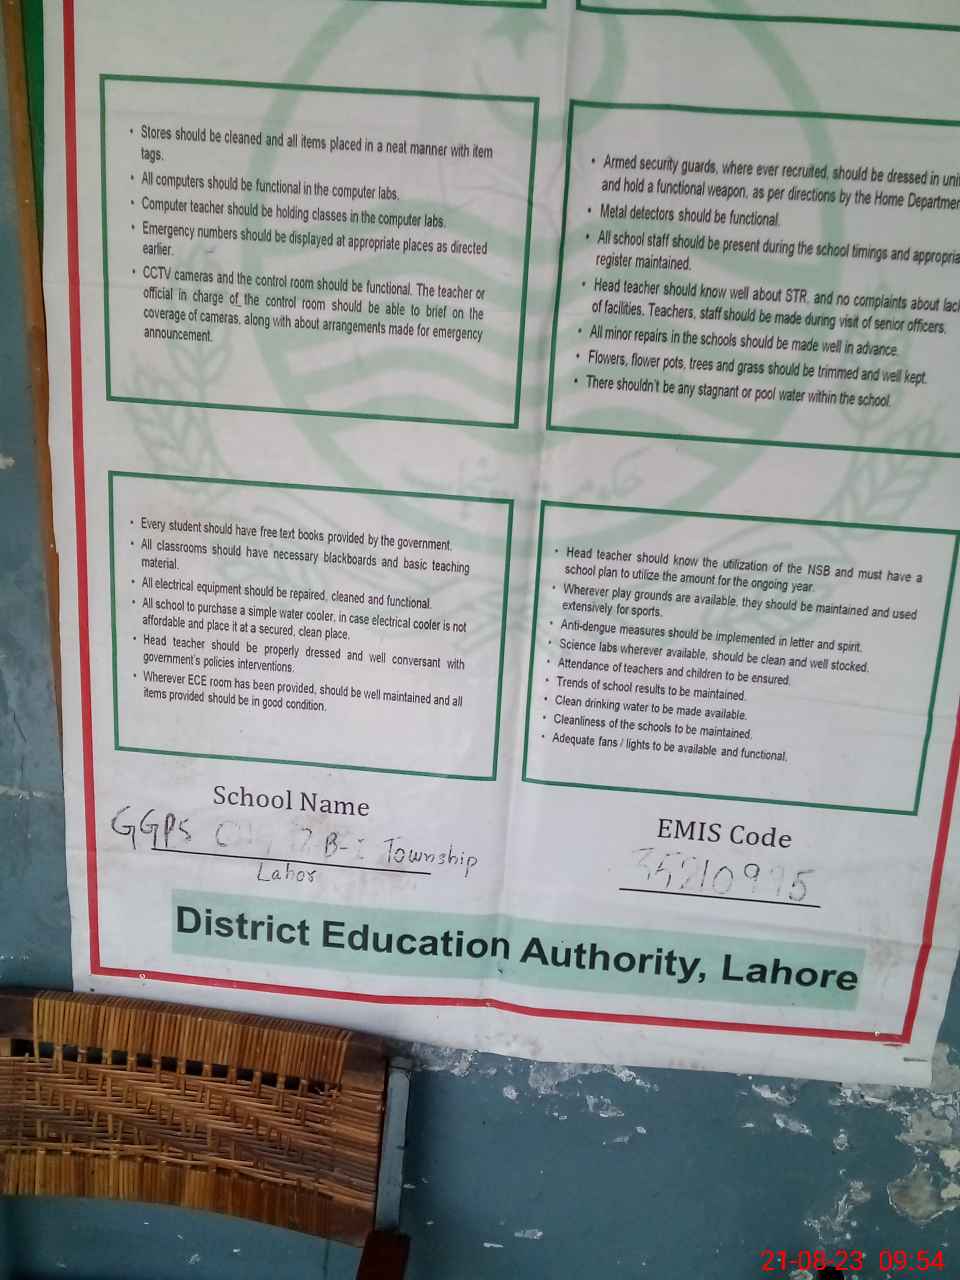 • Stores should be cleaned and all items placed in a neat manner with item
tags.
• All computers should be functional in the computer labs.
• Computer teacher should be holding classes in the computer labs.
• Emergency numbers should be displayed at appropriate places as directed
earlier.
• CCTV cameras and the control room should be functional. The teacher or
official in charge of the control room should be able to brief on the
coverage of cameras, along with about arrangements made for emergency
announcement.
• Armed security guards, where ever recruited, should be dressed in
and hold a functional weapon, as per directions by the Home
• Metal detectors should be functional.
• All school staff should be present during the school timings and
register maintained.
• Head teacher should know well about STR, and no complaints about
of facilities. Teachers, staff should be made during visit of senior officers.
• All minor repairs in the schools should be made well in advance.
• Flowers, flower pots, trees and grass should be trimmed and well kept.
• There shouldn't be any stagnant or pool water within the school.
• Every student should have free text books provided by the government.
• All classrooms should have necessary blackboards and basic teaching
material.
• All electrical equipment should be repaired, cleaned and functional.
• All school to purchase a simple water cooler, in case electrical cooler is not
affordable and place it at a secured, clean place.
• Head teacher should be properly dressed and well conversant with
government's policies interventions.
• Wherever ECE room has been provided, should be well maintained and all
items provided should be in good condition.
• Head teacher should know the utilization of the NSB and must have a
school plan to utilize the amount for the ongoing year.
• Wherever play grounds are available, they should be maintained and used
extensively for sports.
• Anti-dengue measures should be implemented in letter and spirit.
• Science labs wherever available, should be clean and well stocked.
• Attendance of teachers and children to be ensured.
• Trends of school results to be maintained.
• Clean drinking water to be made available.
• Cleanliness of the schools to be maintained.
• Adequate fans / lights to be available and functional.
School Name
GGPS Township
Lahor
EMIS Code
District Education Authority, Lahore
21-08-23 09:54